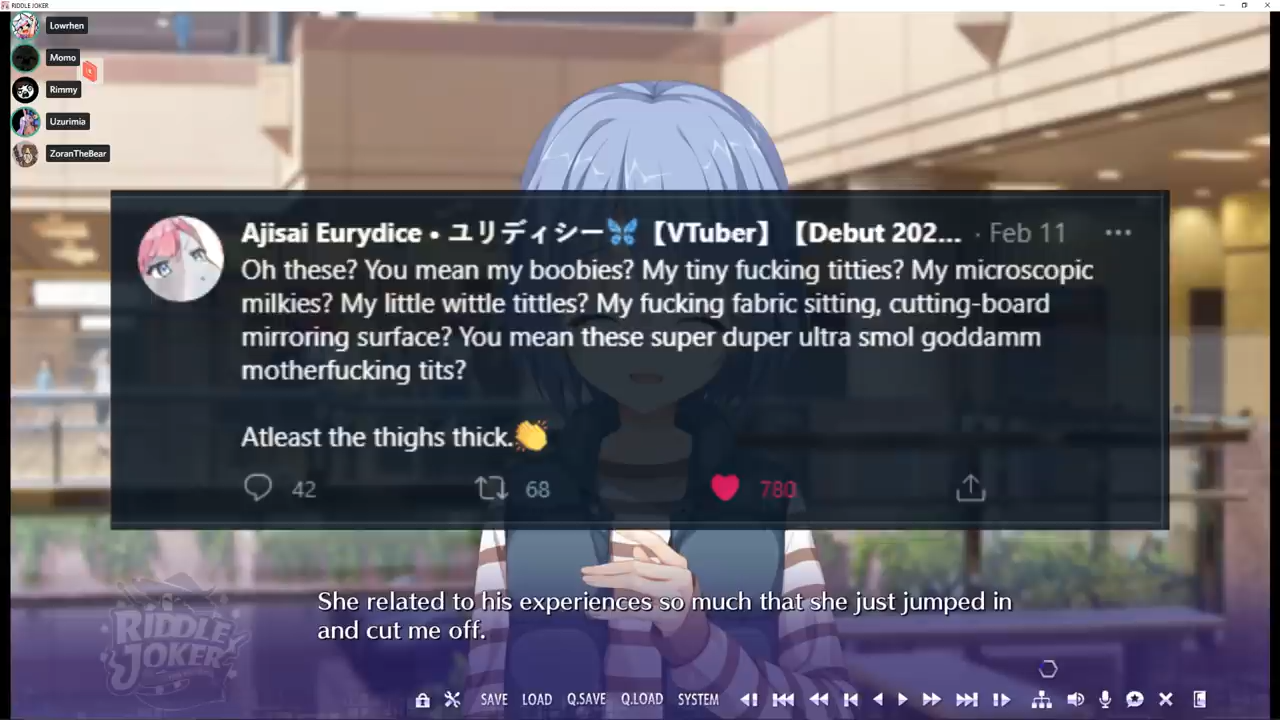 RIDDLE JOKER
Lowrhen
Momo
Rimmy
Uzurimia
ZoranTheBear
Ajisai Eurydice • ユリディシー🦋【VTuber】【Debut 202... · Feb 11 ···
Oh these? You mean my boobies? My tiny fucking titties? My microscopic
milkies? My little wittle tittles? My fucking fabric sitting, cutting-board
mirroring surface? You mean these super duper ultra smol goddamm
motherfucking tits?
Atleast the thighs thick.👏
42 68 780
She related to his experiences so much that she just jumped in
and cut me off.
RIDDLE
JOKER
SAVE LOAD Q.SAVE Q.LOAD SYSTEM